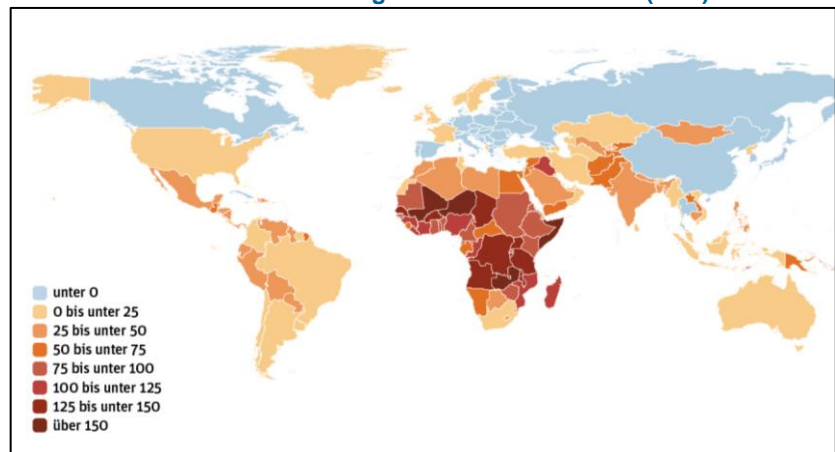 unter 0
0 bis unter 25
25 bis unter 50
50 bis unter 75
75 bis unter 100
100 bis unter 125
125 bis unter 150
über 150